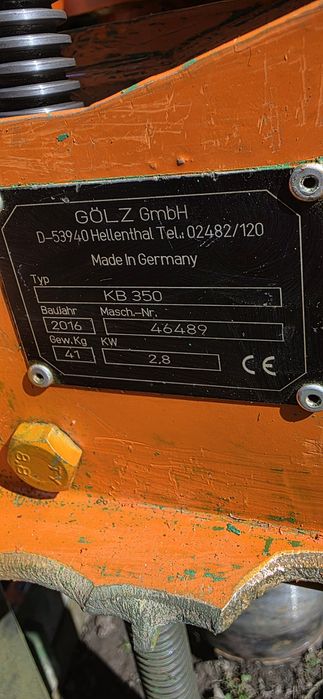 GÖLZ GmbH
D-53940 Hellenthal Tel.: 02482/120
Made in Germany
Typ
KB 350
Baujahr Masch.-Nr.
2016 46489
Gew.Kg KW
41 2,8
CE
8.8